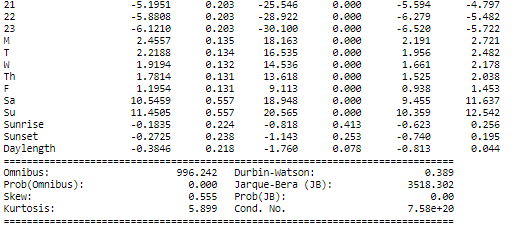 21 -5.1951 0.203 -25.546 0.000 -5.594 -4.797
22 -5.8808 0.203 -28.922 0.000 -6.279 -5.482
23 -6.1210 0.203 -30.100 0.000 -6.520 -5.722
M 2.4557 0.135 18.163 0.000 2.191 2.721
T 2.2188 0.134 16.535 0.000 1.956 2.482
W 1.9194 0.132 14.536 0.000 1.661 2.178
Th 1.7814 0.131 13.618 0.000 1.525 2.038
F 1.1954 0.131 9.113 0.000 0.938 1.453
Sa 10.5459 0.557 18.948 0.000 9.455 11.637
Su 11.4505 0.557 20.565 0.000 10.359 12.542
Sunrise -0.1835 0.224 -0.818 0.413 -0.623 0.256
Sunset -0.2725 0.238 -1.143 0.253 -0.740 0.195
Daylength -0.3846 0.218 -1.760 0.078 -0.813 0.044
==============================================================================
Omnibus: 996.242 Durbin-Watson: 0.389
Prob(Omnibus): 0.000 Jarque-Bera (JB): 3518.302
Skew: 0.555 Prob(JB): 0.00
Kurtosis: 5.899 Cond. No. 7.58e+20
==============================================================================